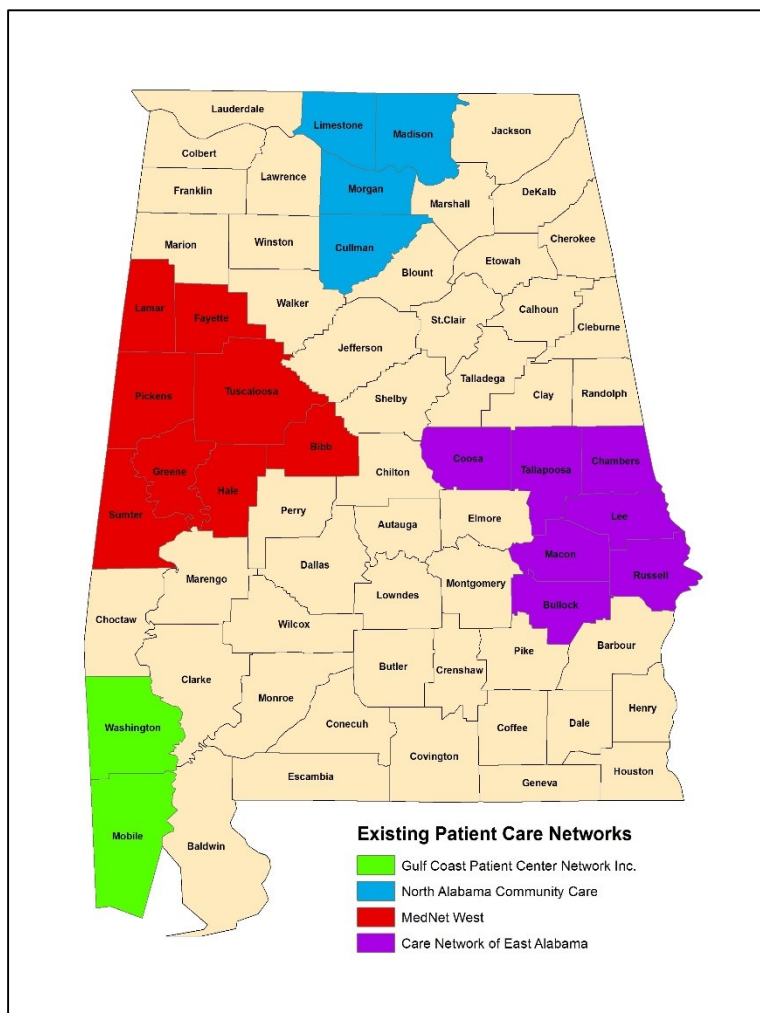 Lauderdale
Limestone
Madison
Jackson
Colbert
Lawrence
Franklin
Morgan
Marshall
DeKalb
Marion
Winston
Cullman
Blount
Etowah
Cherokee
Lamar
Fayette
Walker
Jefferson
St.Clair
Calhoun
Cleburne
Pickens
Tuscaloosa
Shelby
Talladega
Clay
Randolph
Bibb
Greene
Hale
Sumter
Chilton
Coosa
Tallapoosa
Chambers
Perry
Autauga
Elmore
Lee
Marengo
Dallas
Lowndes
Montgomery
Macon
Russell
Bullock
Choctaw
Wilcox
Clarke
Butler
Crenshaw
Pike
Barbour
Washington
Monroe
Conecuh
Covington
Coffee
Dale
Henry
Escambia
Geneva
Houston
Mobile
Baldwin
Existing Patient Care Networks
Gulf Coast Patient Center Network Inc.
North Alabama Community Care
MedNet West
Care Network of East Alabama